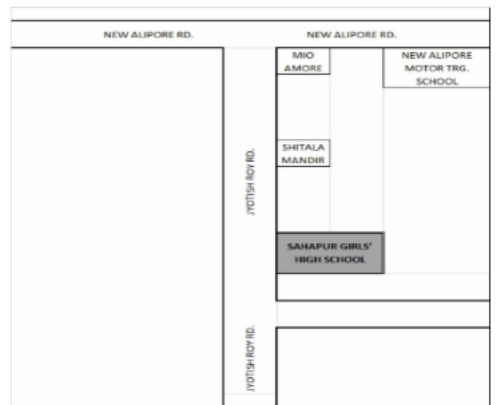 NEW ALIPORE RD.
NEW ALIPORE RD.
MIO
AMORE
NEW ALIPORE
MOTOR TRG.
SCHOOL
SHITALA
MANDIR
JYOTISH ROY RD.
SAHAPUR GIRLS'
HIGH SCHOOL
JYOTISH ROY RD.